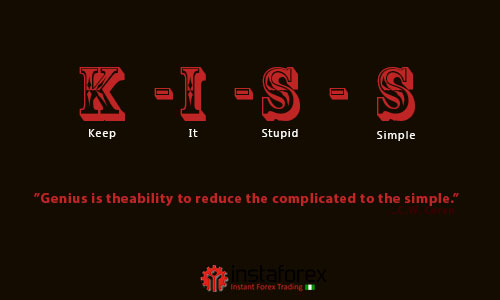 K - I - S - S
Keep It Stupid Simple
"Genius is theability to reduce the complicated to the simple."
instaforex
Instant Forex Trading